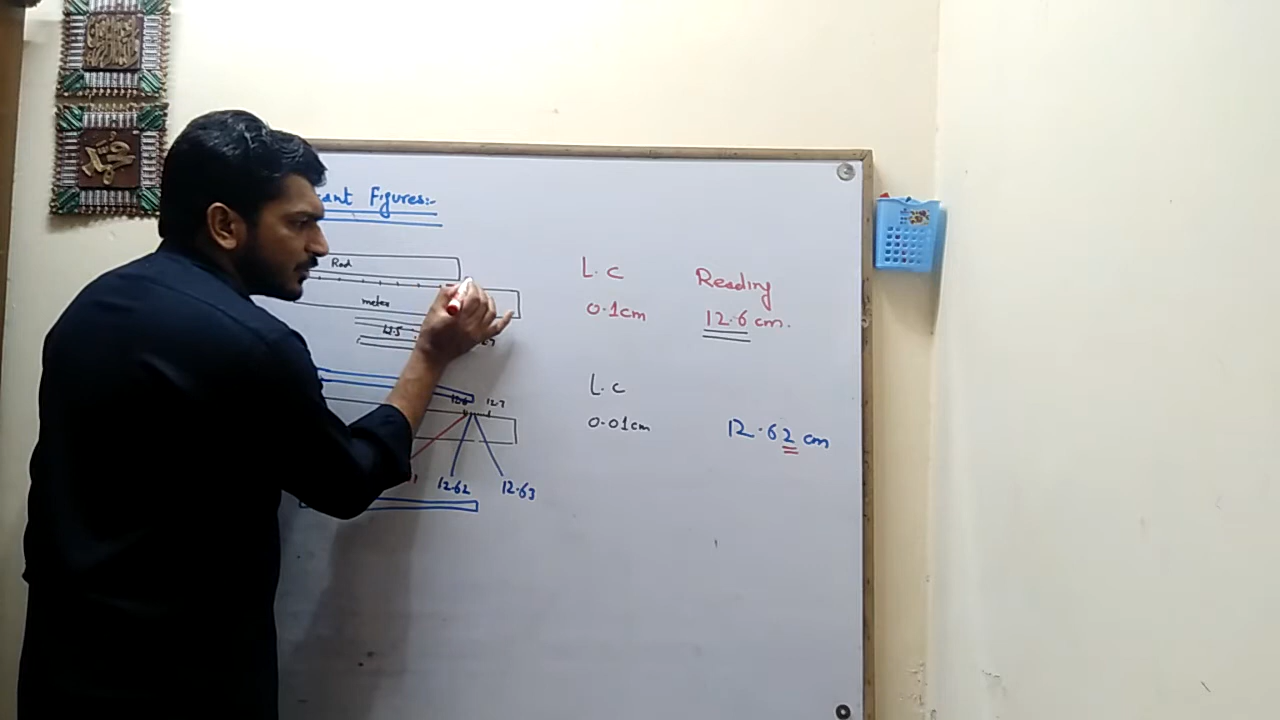 Figures:-
Rod
L.C
Reading
meter
0.1cm
12.6 cm.
12.5
L.C
12.6
12.7
0.01cm
12.62 cm
12.62
12.63